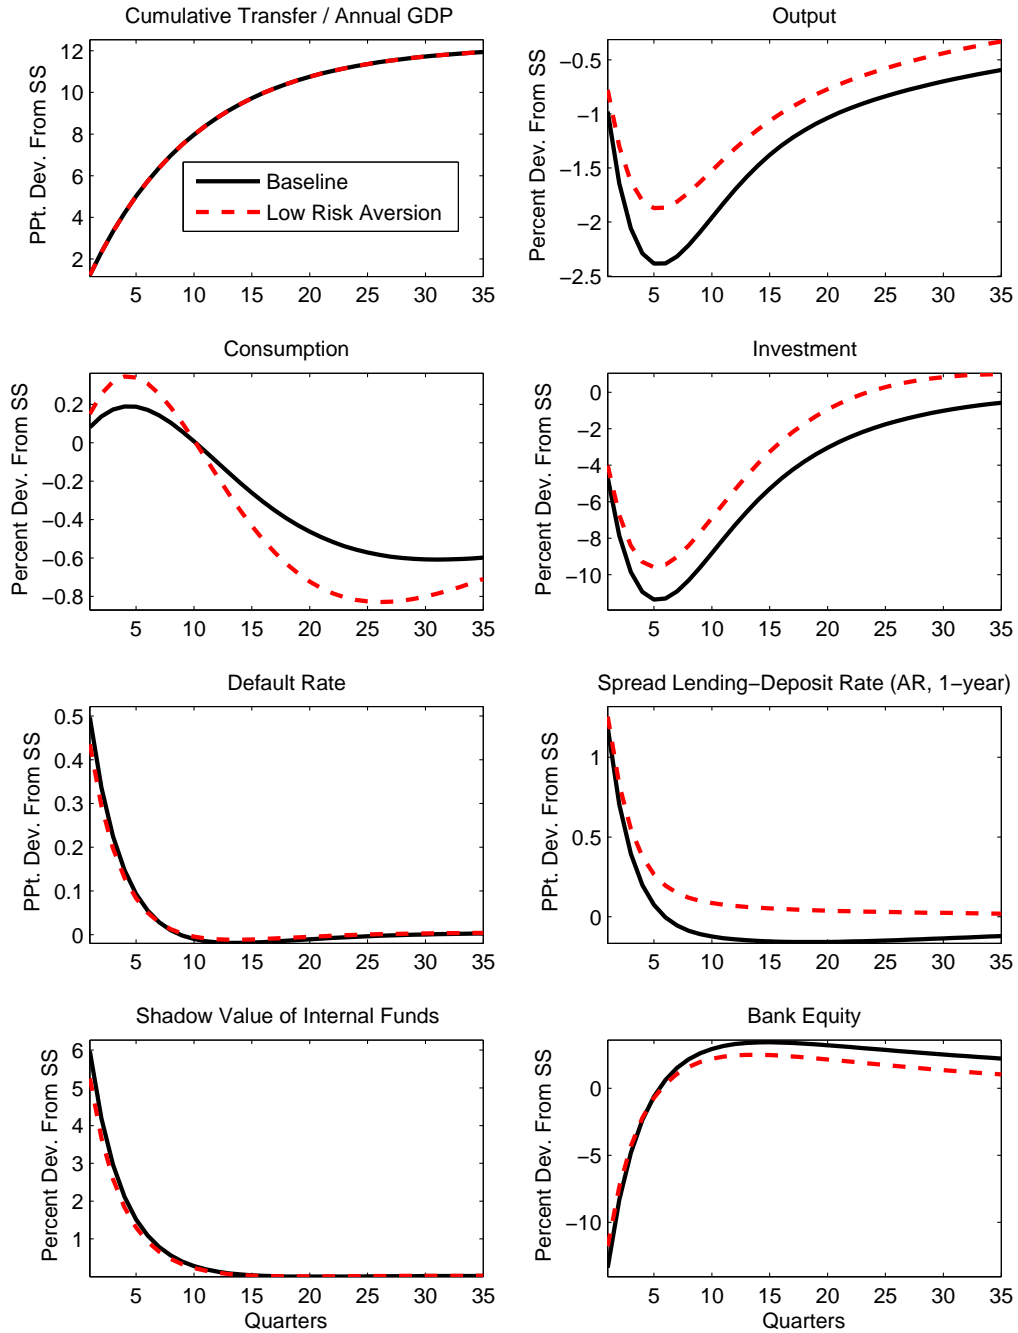 Cumulative Transfer / Annual GDP
PPt. Dev. From SS
12
10
8
6
4
2
Baseline
Low Risk Aversion
5 10 15 20 25 30 35
Output
Percent Dev. From SS
−0.5
−1
−1.5
−2
−2.5
5 10 15 20 25 30 35
Consumption
Percent Dev. From SS
0.2
0
−0.2
−0.4
−0.6
−0.8
5 10 15 20 25 30 35
Investment
Percent Dev. From SS
0
−2
−4
−6
−8
−10
5 10 15 20 25 30 35
Default Rate
PPt. Dev. From SS
0.5
0.4
0.3
0.2
0.1
0
5 10 15 20 25 30 35
Spread Lending−Deposit Rate (AR, 1−year)
PPt. Dev. From SS
1
0.5
0
5 10 15 20 25 30 35
Shadow Value of Internal Funds
Percent Dev. From SS
6
5
4
3
2
1
5 10 15 20 25 30 35
Quarters
Bank Equity
Percent Dev. From SS
0
−5
−10
5 10 15 20 25 30 35
Quarters